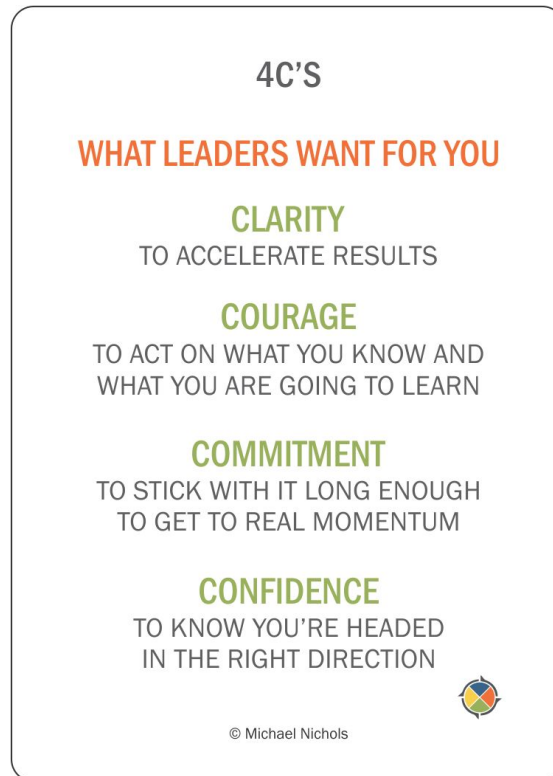 4C'S
WHAT LEADERS WANT FOR YOU
CLARITY
TO ACCELERATE RESULTS
COURAGE
TO ACT ON WHAT YOU KNOW AND
WHAT YOU ARE GOING TO LEARN
COMMITMENT
TO STICK WITH IT LONG ENOUGH
TO GET TO REAL MOMENTUM
CONFIDENCE
TO KNOW YOU'RE HEADED
IN THE RIGHT DIRECTION
© Michael Nichols